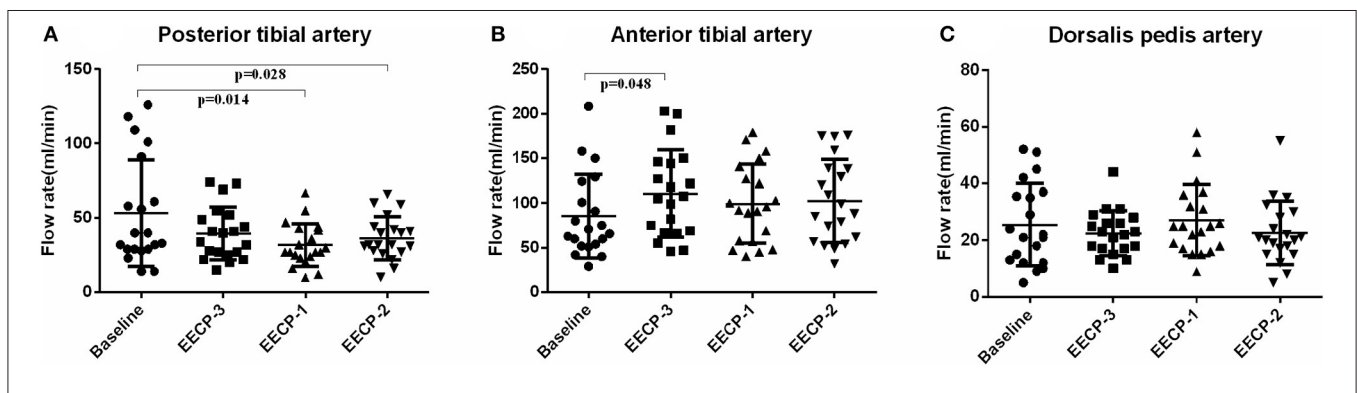 A Posterior tibial artery
150
100
50
0
Flow rate(ml/min)
p=0.028
p=0.014
Baseline
EECP-3
EECP-1
EECP-2
B Anterior tibial artery
250
200
150
100
50
0
Flow rate(ml/min)
p=0.048
Baseline
EECP-3
EECP-1
EECP-2
C Dorsalis pedis artery
80
60
40
20
0
Flow rate(ml/min)
Baseline
EECP-3
EECP-1
EECP-2